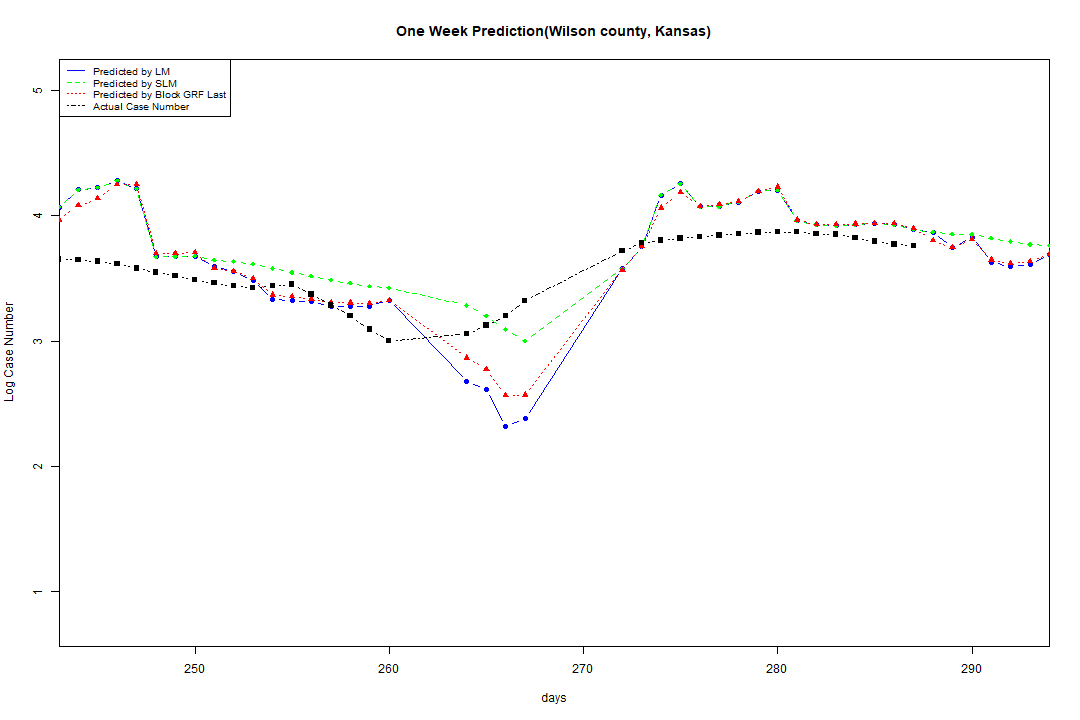 One Week Prediction(Wilson county, Kansas)
Predicted by LM
Predicted by SLM
Predicted by Block GRF Last
Actual Case Number
5
4
3
2
1
Log Case Number
250
260
270
280
290
days